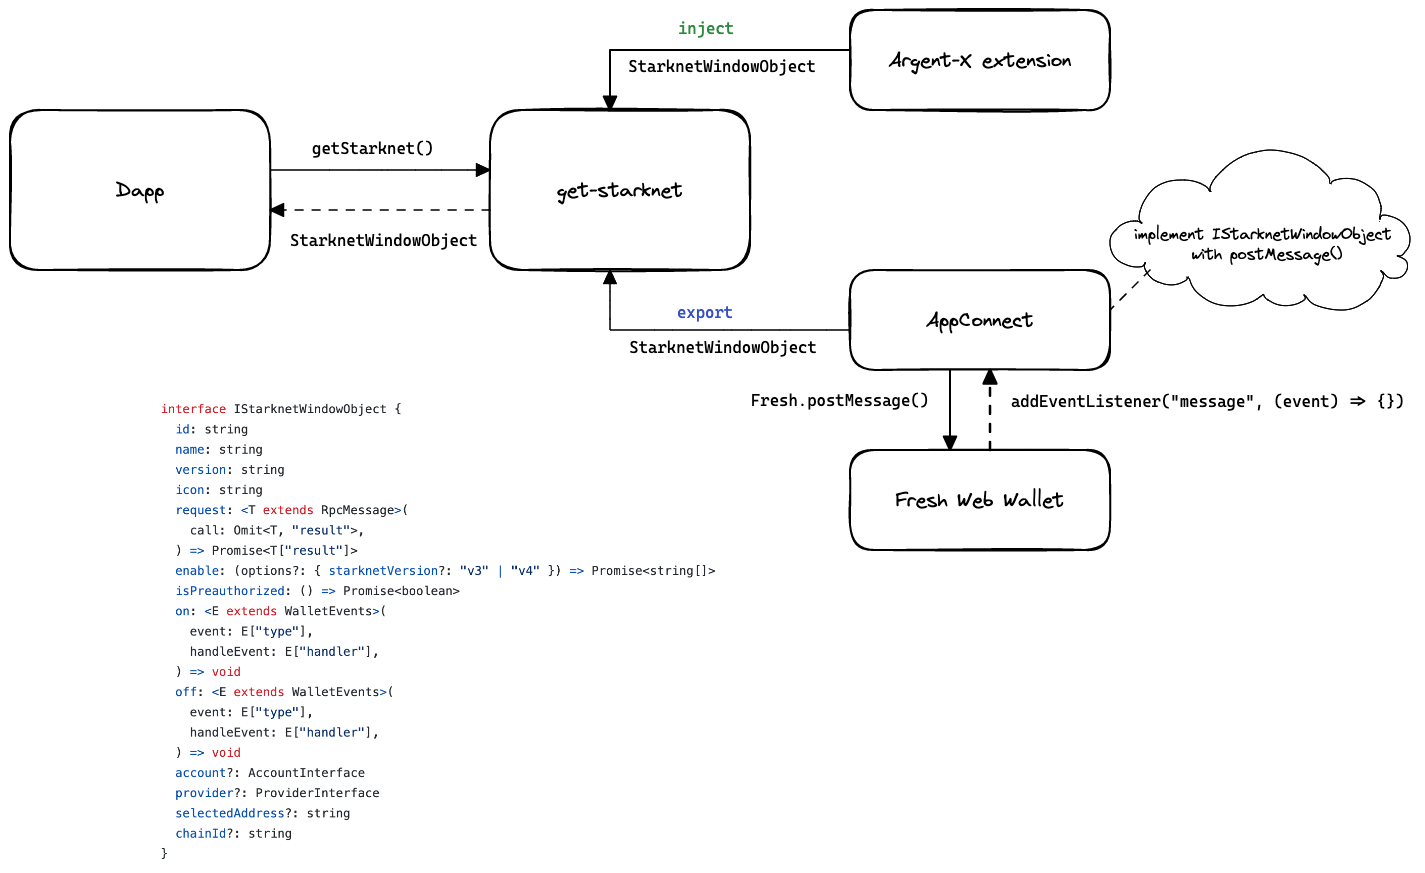 inject
StarknetWindowObject
Argent-X extension
Dapp
getStarknet()
StarknetWindowObject
get-starknet
implement IStarknetWindowObject
with postMessage()
export
StarknetWindowObject
AppConnect
Fresh.postMessage()
addEventListener("message", (event) => {})
Fresh Web Wallet
interface IStarknetWindowObject {
  id: string
  name: string
  version: string
  icon: string
  request: <T extends RpcMessage>(
    call: Omit<T, "result">,
  ) => Promise<T["result"]>
  enable: (options?: { starknetVersion?: "v3" | "v4" }) => Promise<string[]>
  isPreauthorized: () => Promise<boolean>
  on: <E extends WalletEvents>(
    event: E["type"],
    handleEvent: E["handler"],
  ) => void
  off: <E extends WalletEvents>(
    event: E["type"],
    handleEvent: E["handler"],
  ) => void
  account?: AccountInterface
  provider?: ProviderInterface
  selectedAddress?: string
  chainId?: string
}